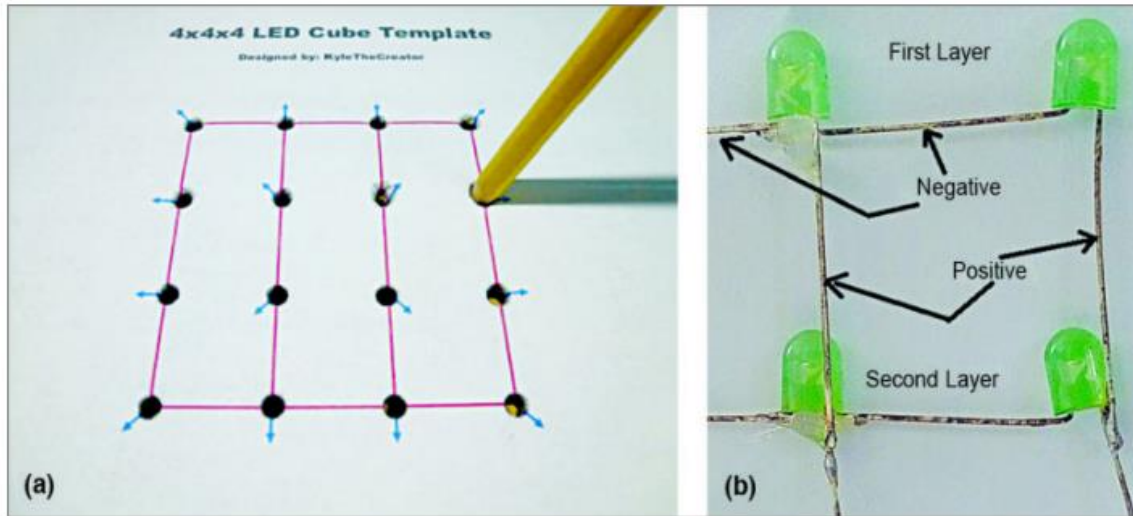 4x4x4 LED Cube Template
Designed by: KyleTheCreator
(a)
First Layer
Negative
Positive
Second Layer
(b)